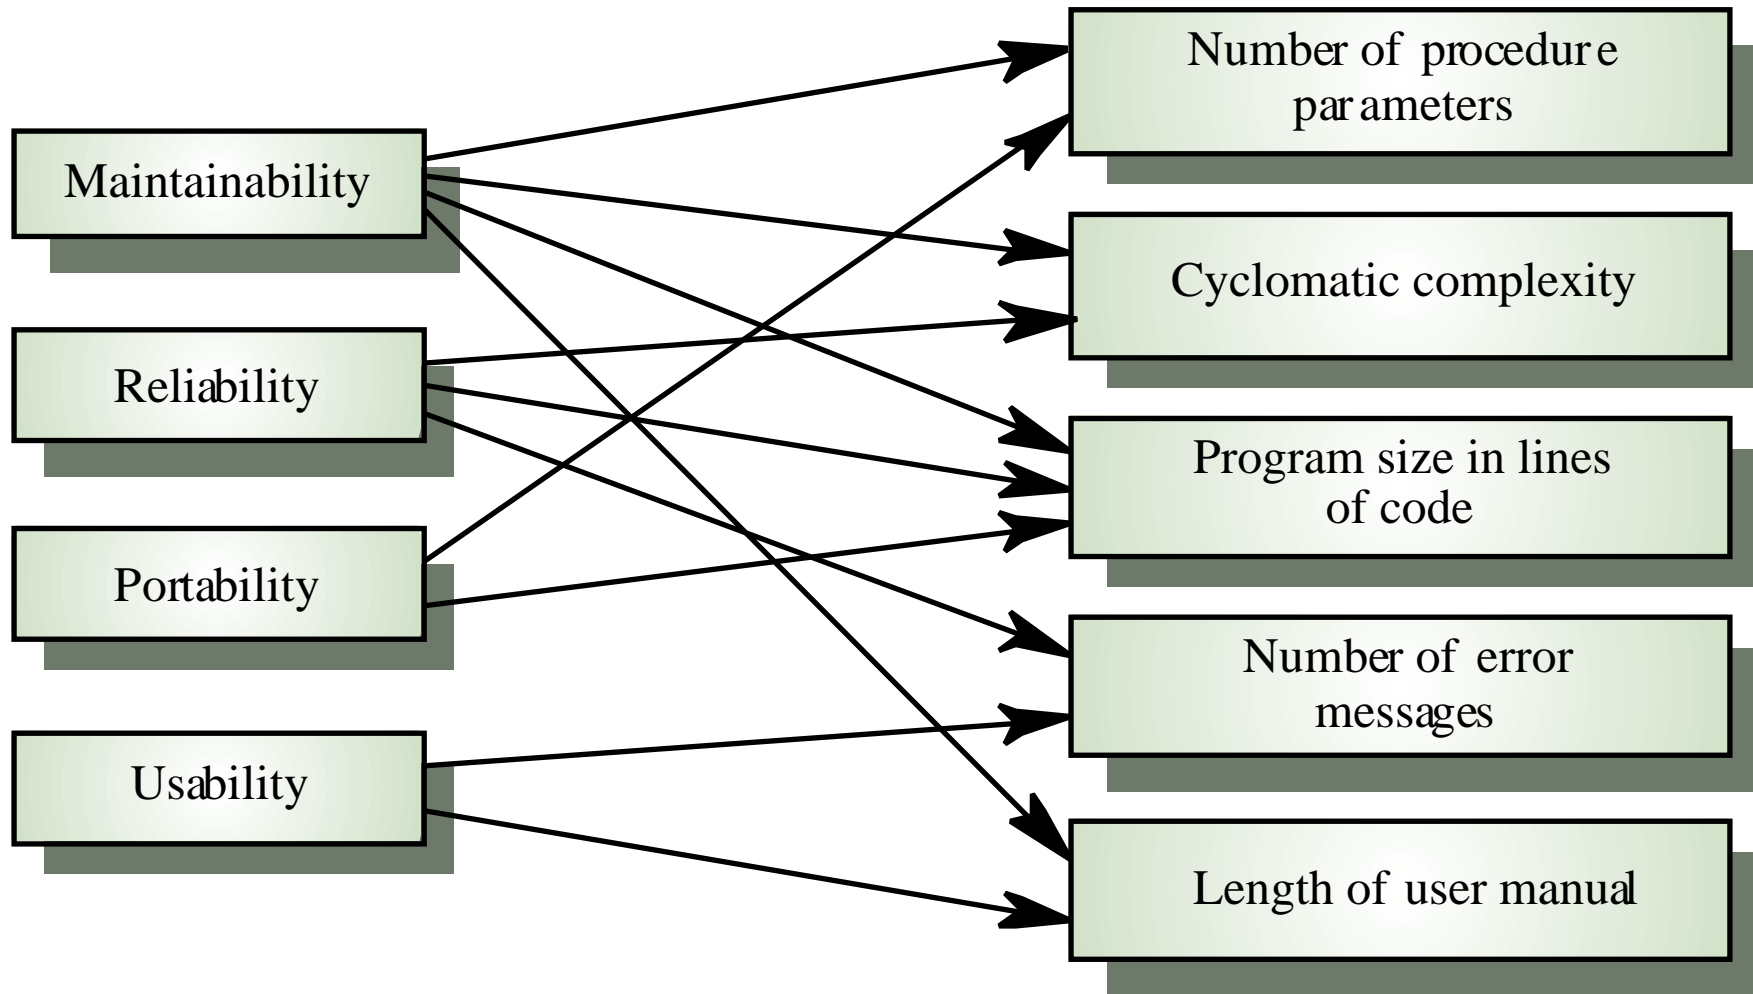 Maintainability
Reliability
Portability
Usability
Number of procedure
parameters
Cyclomatic complexity
Program size in lines
of code
Number of error
messages
Length of user manual